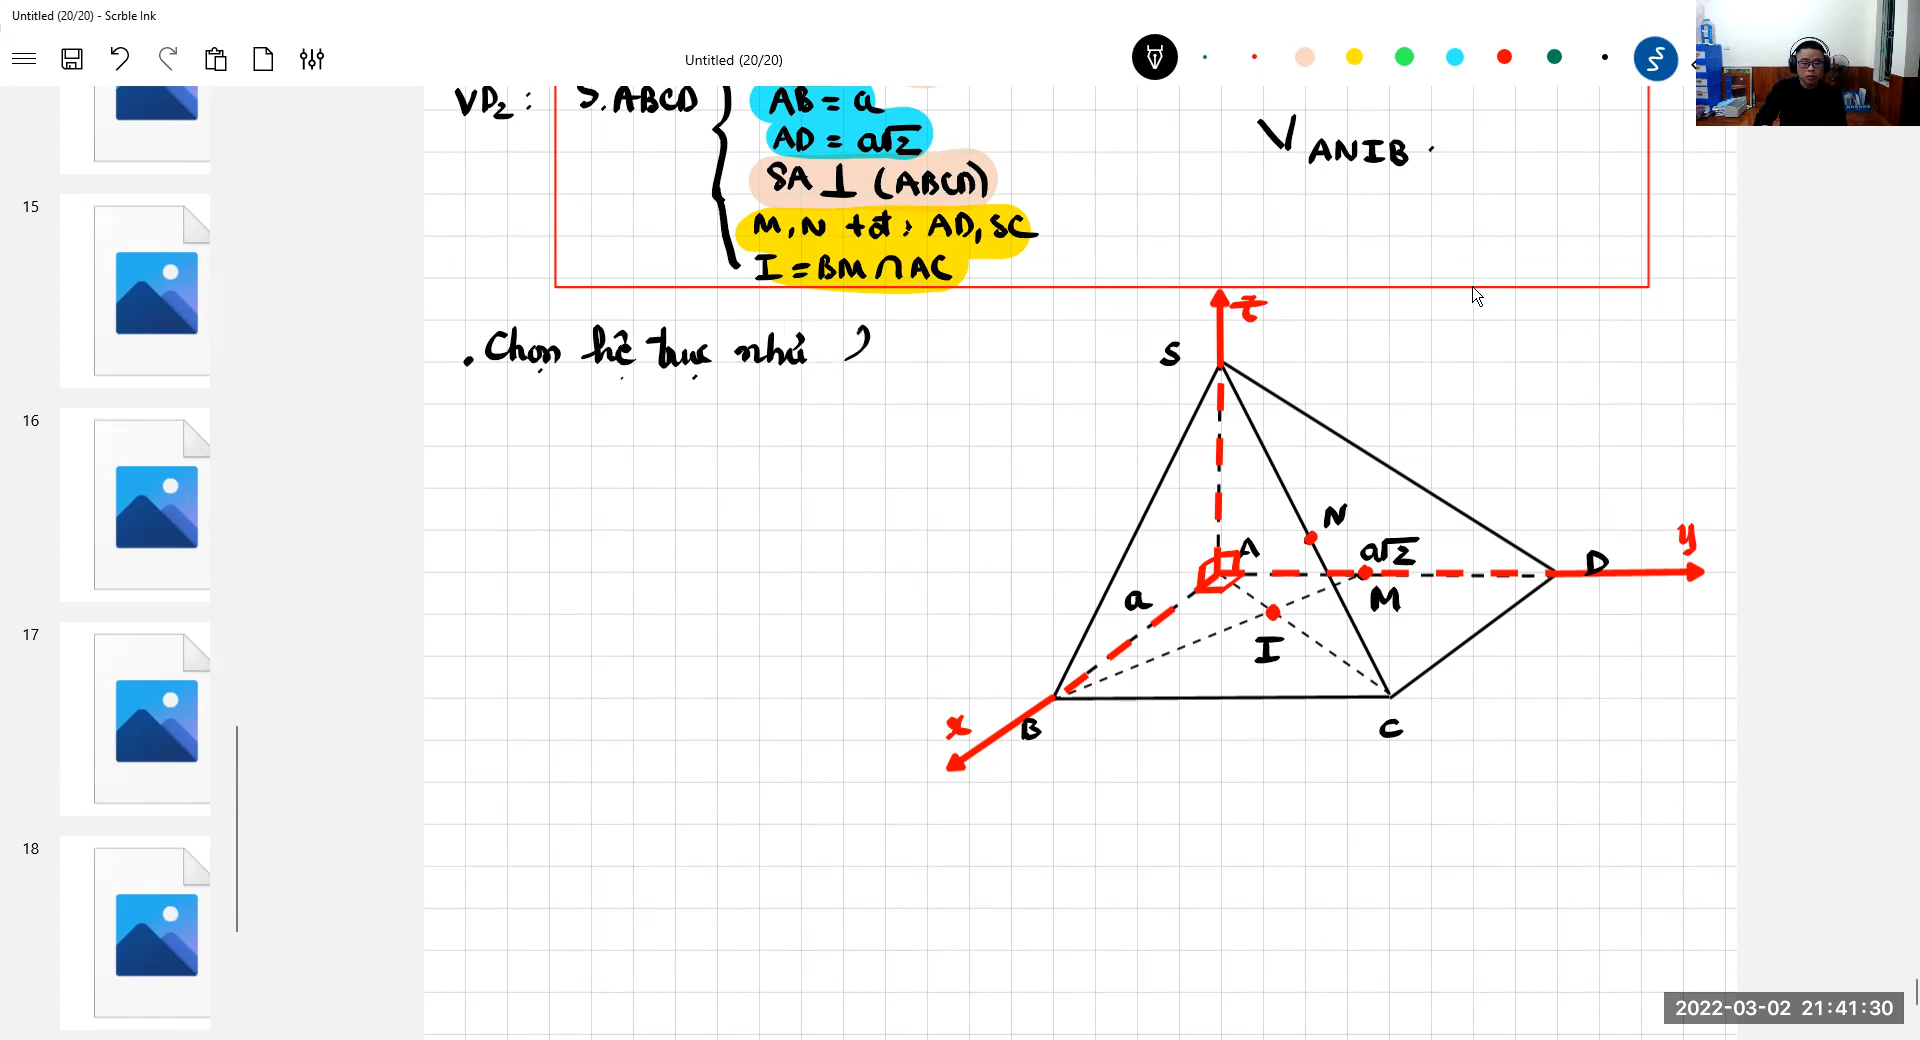 Untitled (20/20) - Scrble Ink
Untitled (20/20)
VD2 : S.ABCD
AB = a
AD = a√2
SA ⊥ (ABCD)
M, N tđ > AD, SC
I = BM ∩ AC
V ANIB .
. Chọn hệ trục như
z
S
N
A
a√2
D
y
M
a
I
x
B
C
15
16
17
18
2022-03-02 21:41:30